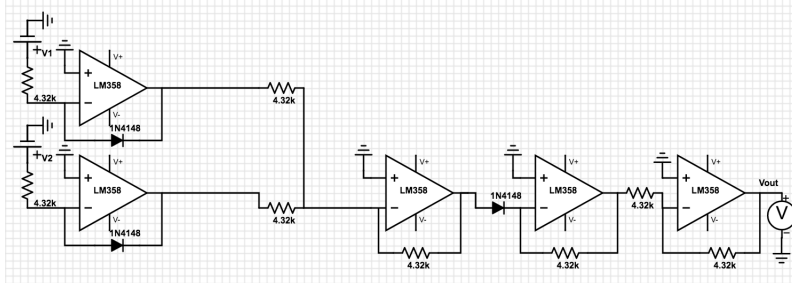 +V1
V+
+
LM358
−
V-
4.32k
1N4148
4.32k
+V2
V+
+
LM358
−
V-
4.32k
1N4148
4.32k
V+
+
LM358
−
V-
4.32k
1N4148
V+
+
LM358
−
V-
4.32k
4.32k
V+
+
LM358
−
V-
4.32k
Vout
+
V
−